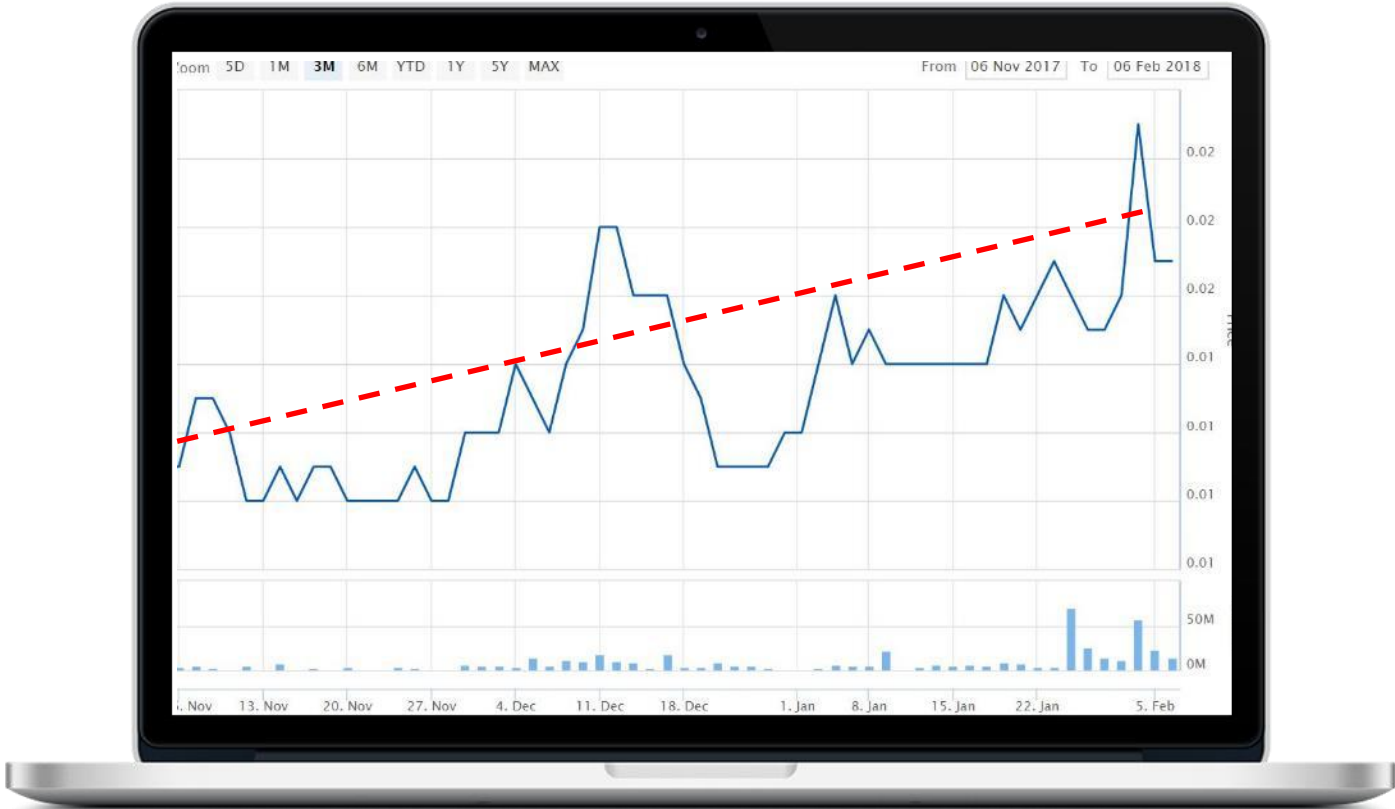 oom 5D 1M 3M 6M YTD 1Y 5Y MAX From 06 Nov 2017 To 06 Feb 2018
0.02
0.02
0.02
Price
0.01
0.01
0.01
0.01
50M
0M
. Nov 13. Nov 20. Nov 27. Nov 4. Dec 11. Dec 18. Dec 1. Jan 8. Jan 15. Jan 22. Jan 5. Feb